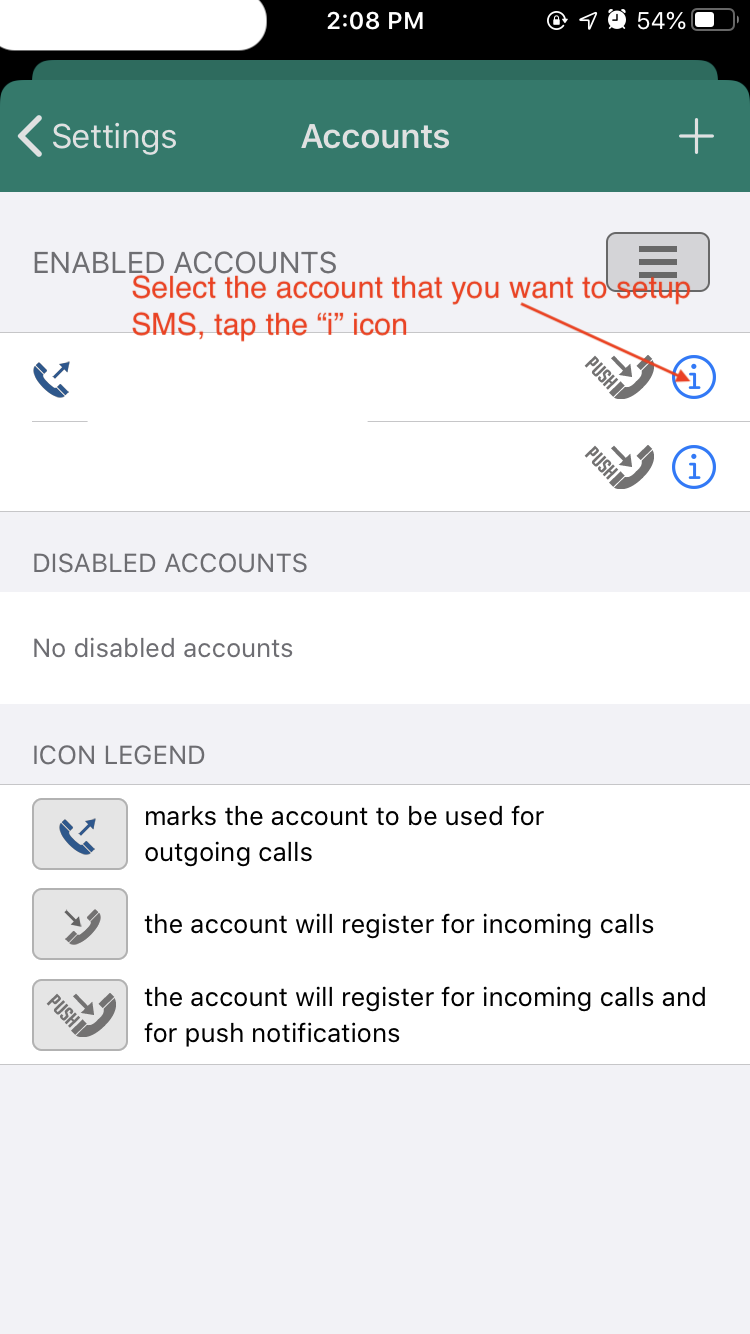 2:08 PM 54%
Settings Accounts
ENABLED ACCOUNTS
Select the account that you want to setup
SMS, tap the “i” icon
PUSH i
PUSH i
DISABLED ACCOUNTS
No disabled accounts
ICON LEGEND
marks the account to be used for
outgoing calls
the account will register for incoming calls
PUSH
the account will register for incoming calls and
for push notifications